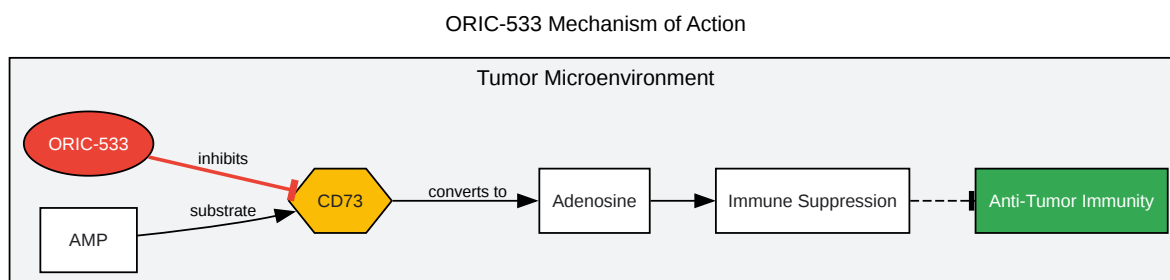 ORIC-533 Mechanism of Action
Tumor Microenvironment
ORIC-533
inhibits
AMP
substrate
CD73
converts to
Adenosine
Immune Suppression
Anti-Tumor Immunity